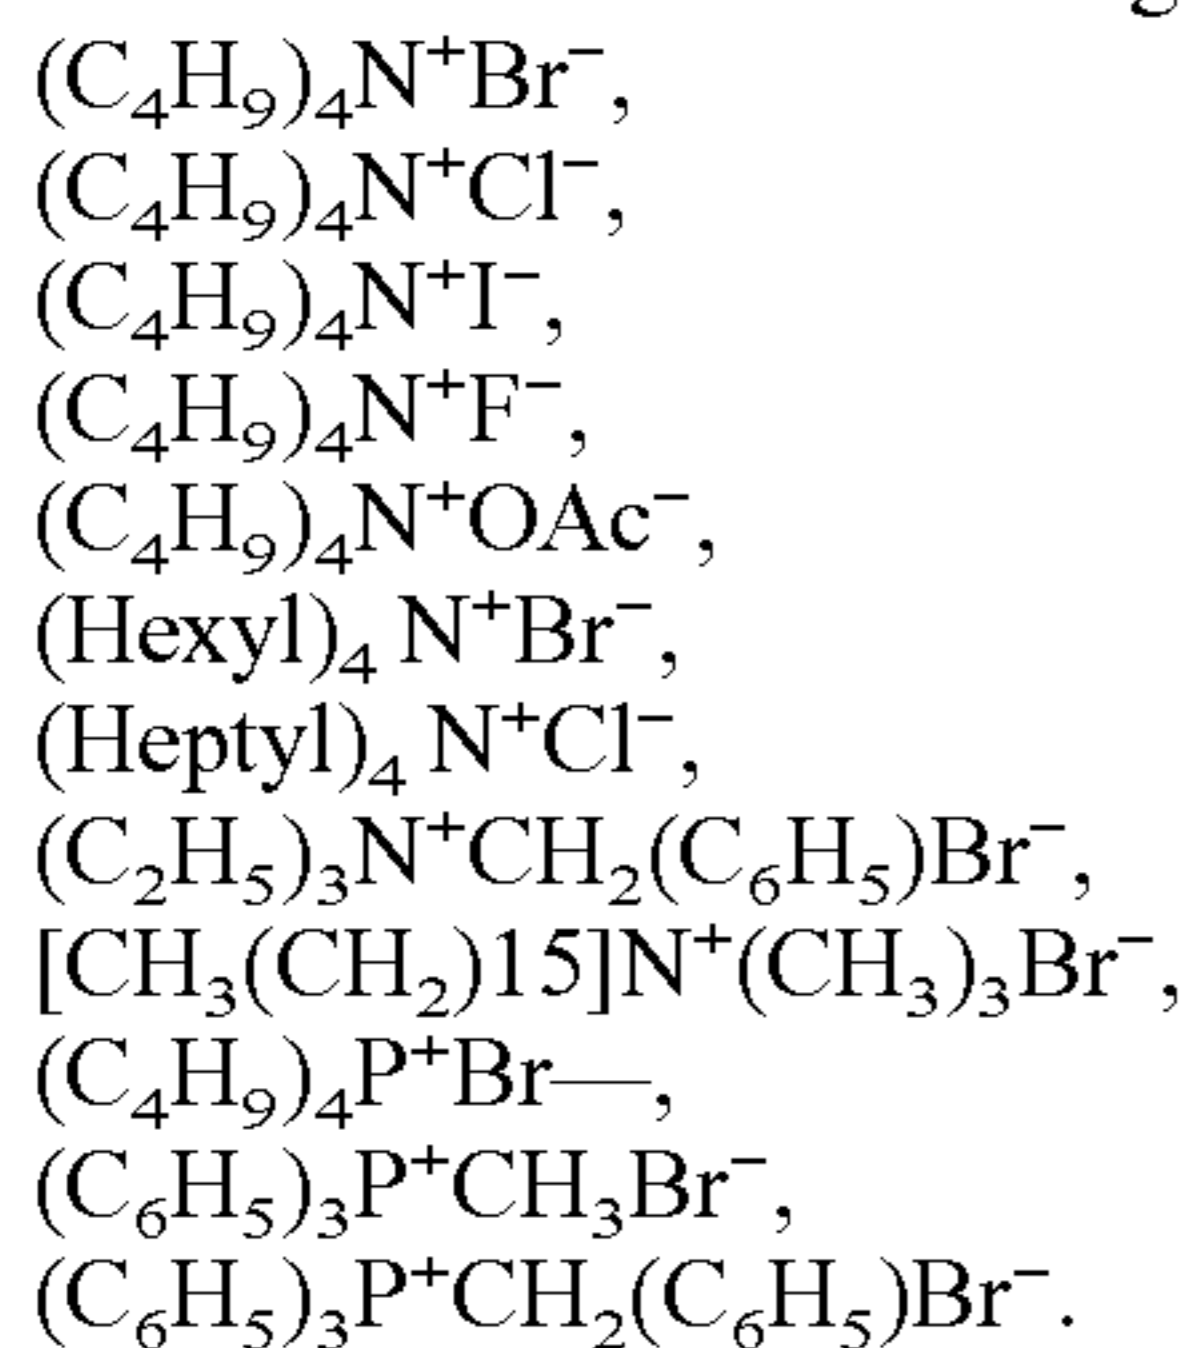 (C₄H₉)₄N⁺Br⁻,
(C₄H₉)₄N⁺Cl⁻,
(C₄H₉)₄N⁺I⁻,
(C₄H₉)₄N⁺F⁻,
(C₄H₉)₄N⁺OAc⁻,
(Hexyl)₄ N⁺Br⁻,
(Heptyl)₄ N⁺Cl⁻,
(C₂H₅)₃N⁺CH₂(C₆H₅)Br⁻,
[CH₃(CH₂)15]N⁺(CH₃)₃Br⁻,
(C₄H₉)₄P⁺Br—,
(C₆H₅)₃P⁺CH₃Br⁻,
(C₆H₅)₃P⁺CH₂(C₆H₅)Br⁻.